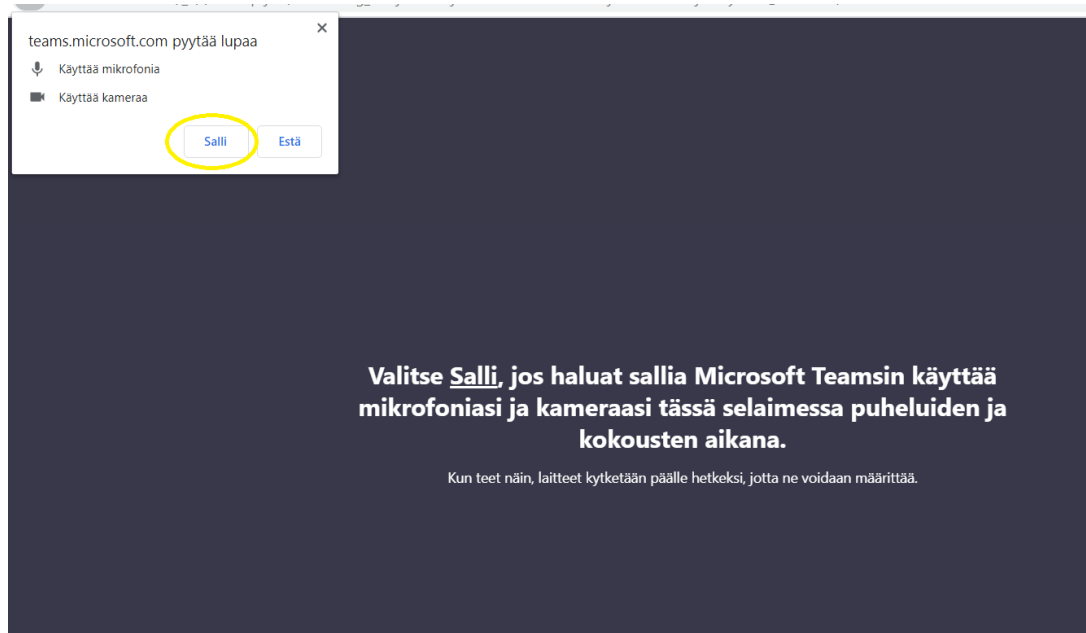 teams.microsoft.com pyytää lupaa
Käyttää mikrofonia
Käyttää kameraa
Salli
Estä
Valitse Salli, jos haluat sallia Microsoft Teamsin käyttää
mikrofoniasi ja kameraasi tässä selaimessa puheluiden ja
kokousten aikana.
Kun teet näin, laitteet kytketään päälle hetkeksi, jotta ne voidaan määrittää.